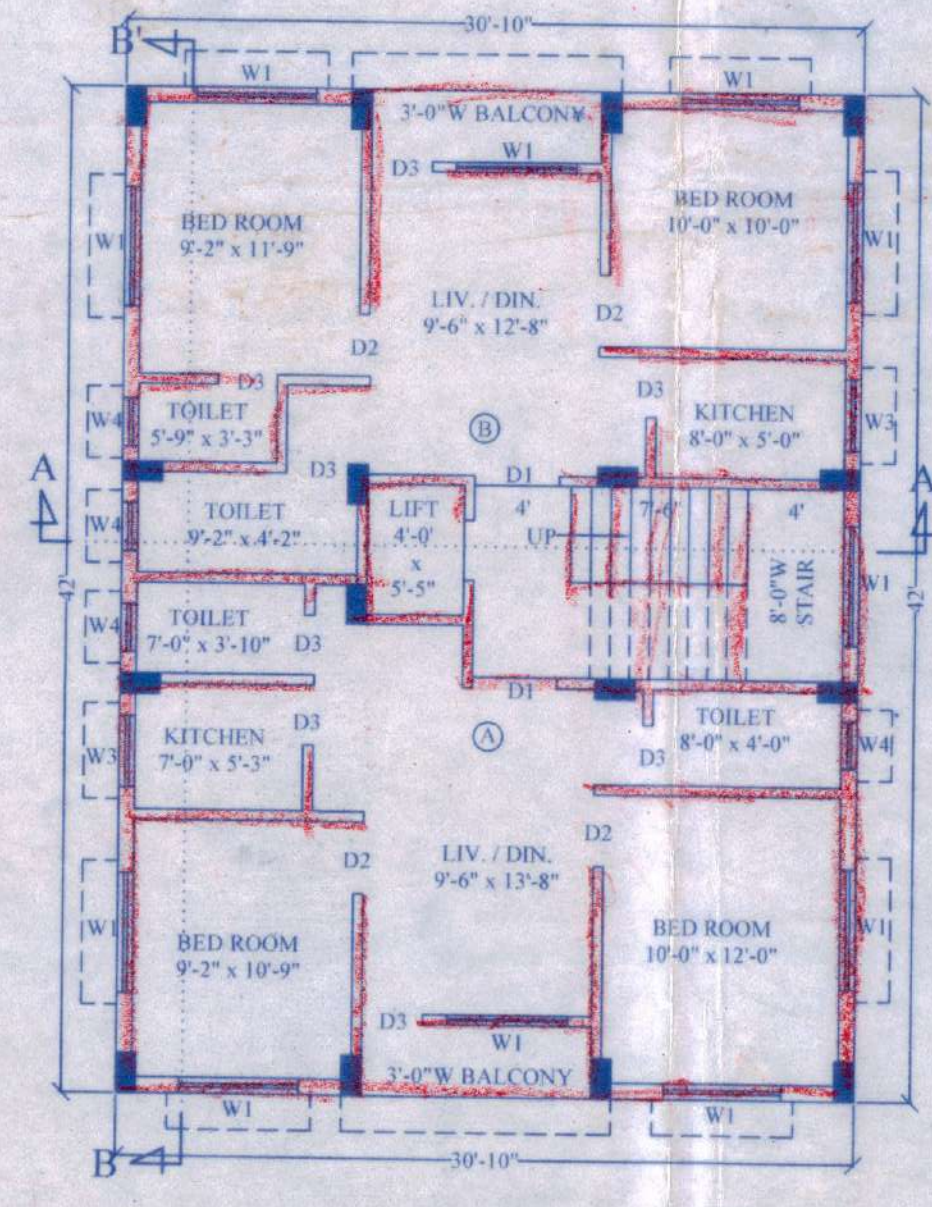 30'-10"
B'
W1
W1
3'-0"W BALCONY
D3
W1
BED ROOM
9'-2" x 11'-9"
BED ROOM
10'-0" x 10'-0"
W1
W1
LIV. / DIN.
9'-6" x 12'-8"
D2
D2
D3
D3
TOILET
5'-9" x 3'-3"
KITCHEN
8'-0" x 5'-0"
W4
W3
B
A
D3
D1
A
TOILET
9'-2" x 4'-2"
W4
LIFT
4'-0'
x
5'-5"
4'
7'-6"
4'
UP
8'-0"W
STAIR
W1
42'
42'
TOILET
7'-0" x 3'-10"
W4
D3
D1
A
TOILET
8'-0" x 4'-0"
D3
W4
KITCHEN
7'-0" x 5'-3"
D3
W3
D2
D2
LIV. / DIN.
9'-6" x 13'-8"
W1
BED ROOM
9'-2" x 10'-9"
BED ROOM
10'-0" x 12'-0"
W1
D3
W1
3'-0"W BALCONY
W1
W1
B
30'-10"